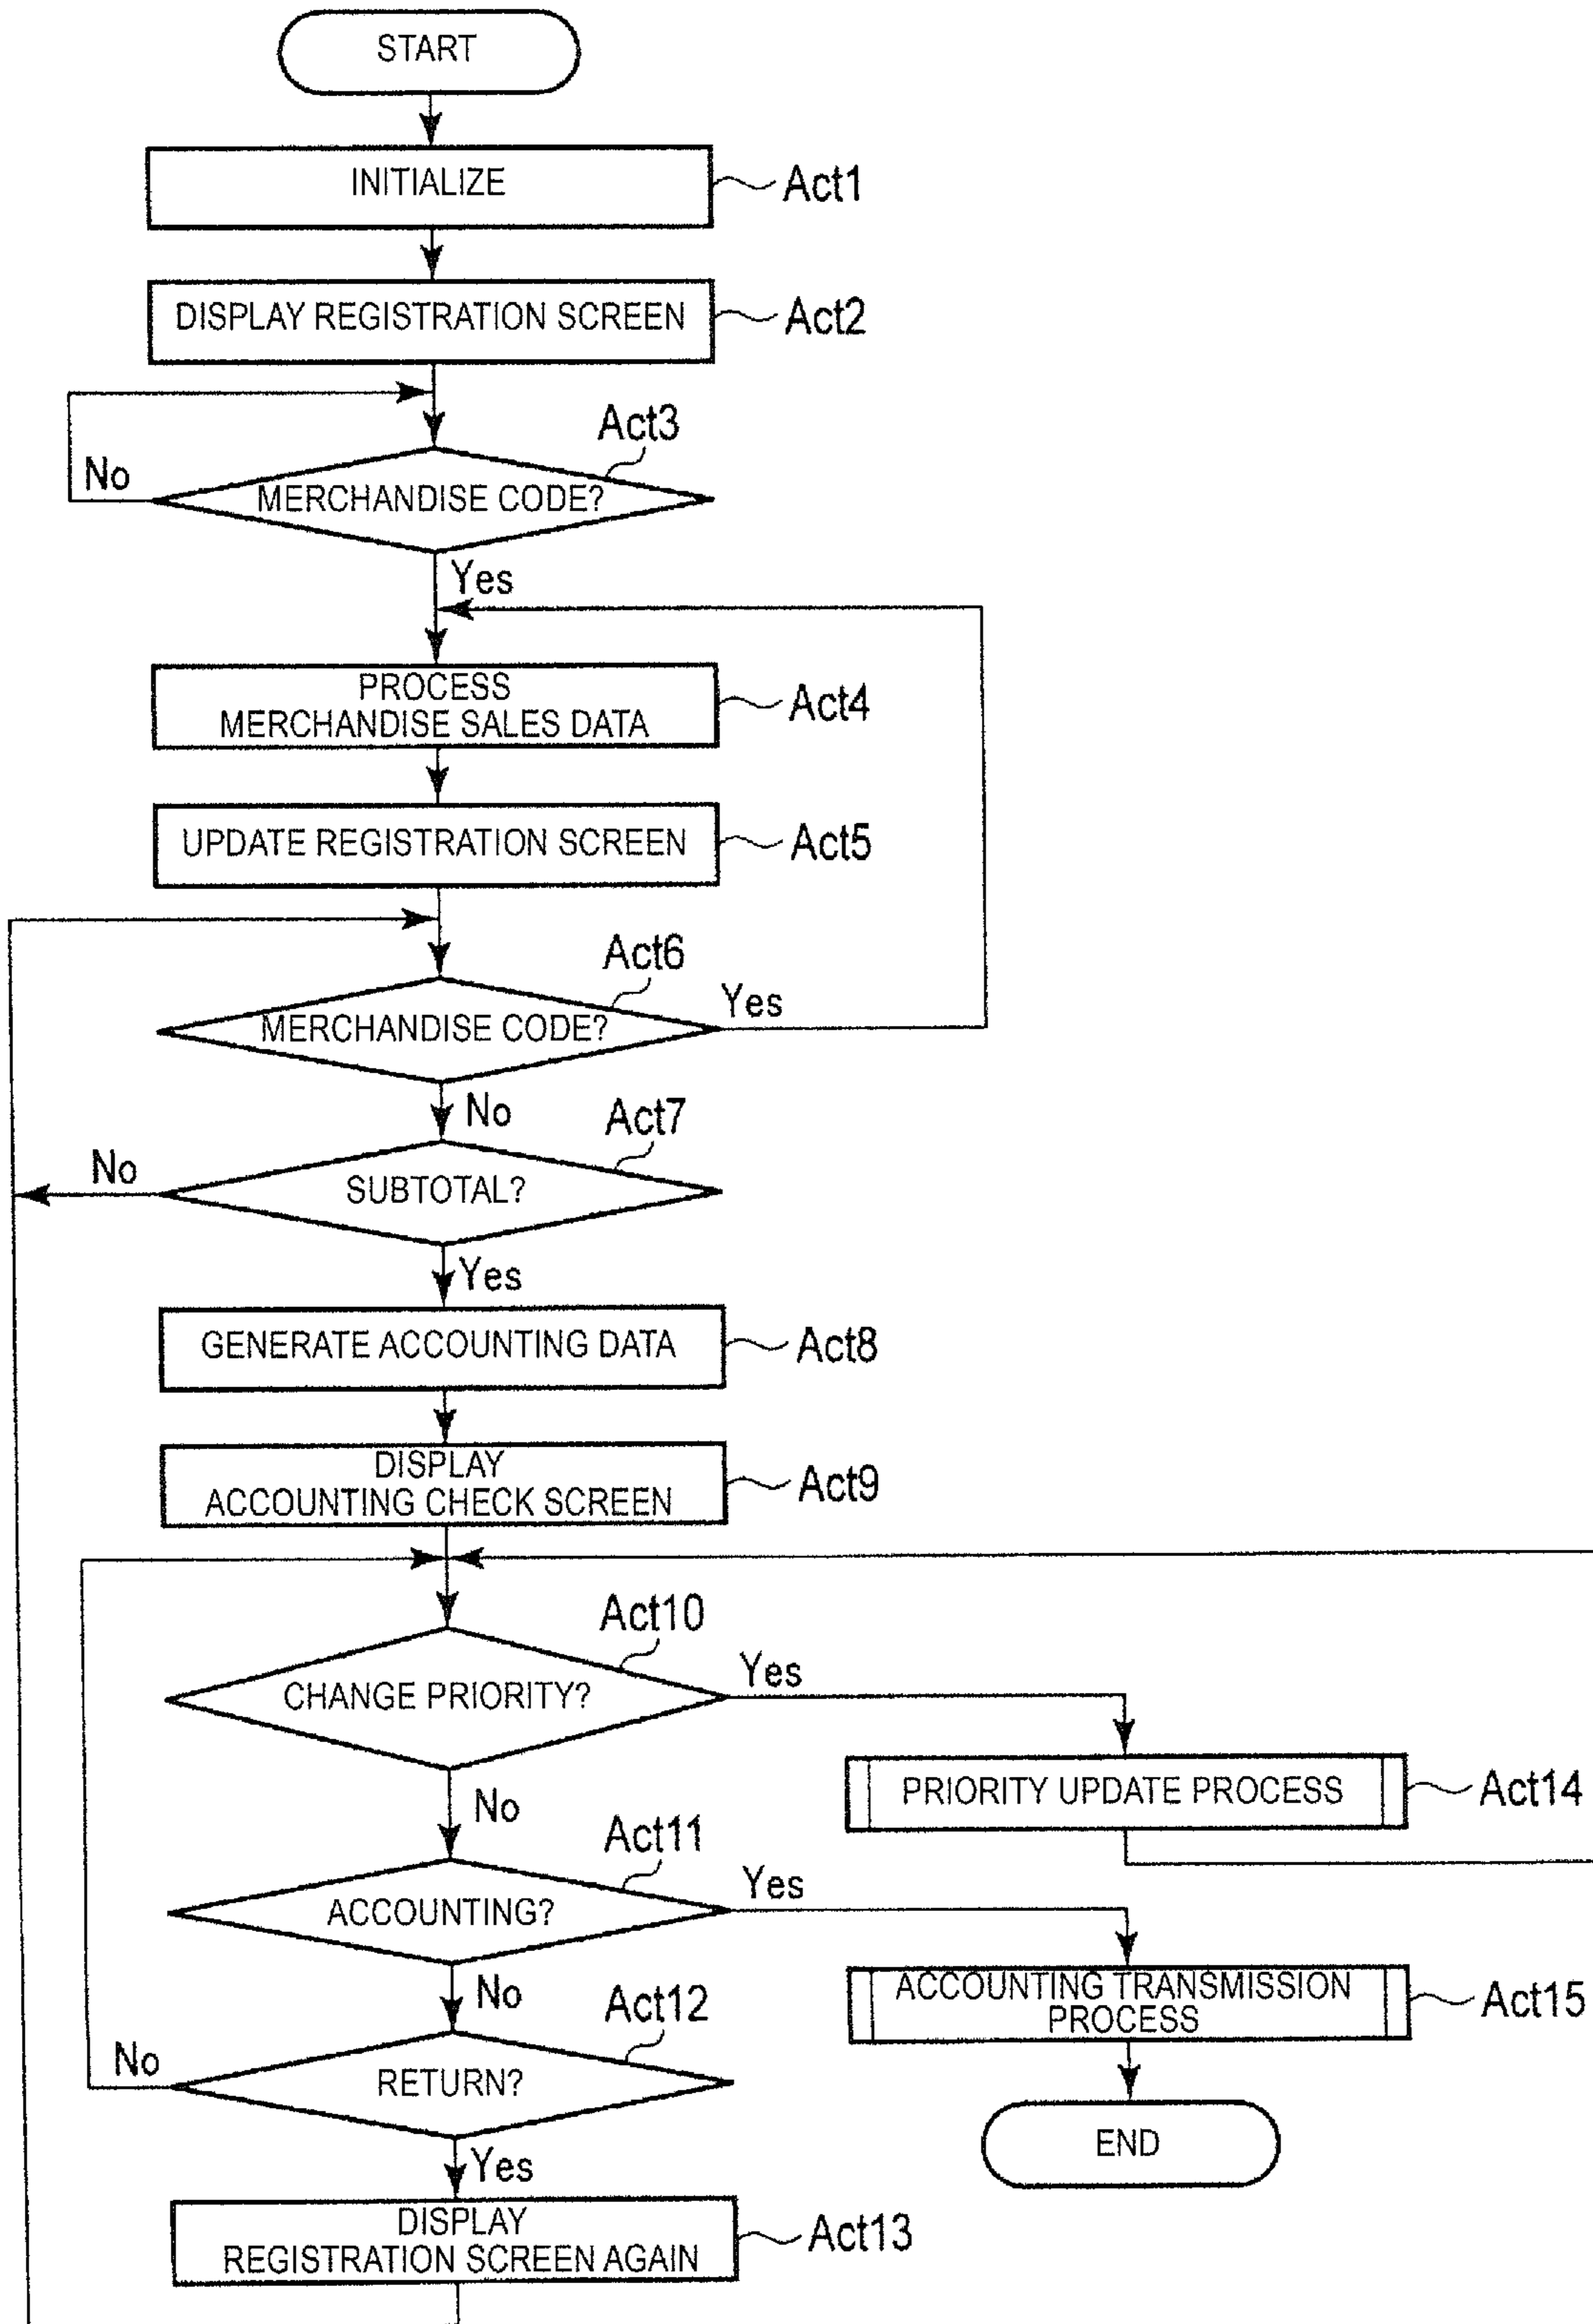 START
INITIALIZE
Act1
DISPLAY REGISTRATION SCREEN
Act2
Act3
No
MERCHANDISE CODE?
Yes
PROCESS
MERCHANDISE SALES DATA
Act4
UPDATE REGISTRATION SCREEN
Act5
Act6
MERCHANDISE CODE?
Yes
No
Act7
No
SUBTOTAL?
Yes
GENERATE ACCOUNTING DATA
Act8
DISPLAY
ACCOUNTING CHECK SCREEN
Act9
Act10
CHANGE PRIORITY?
Yes
PRIORITY UPDATE PROCESS
Act14
No
Act11
ACCOUNTING?
Yes
ACCOUNTING TRANSMISSION
PROCESS
Act15
No
Act12
No
RETURN?
END
Yes
DISPLAY
REGISTRATION SCREEN AGAIN
Act13